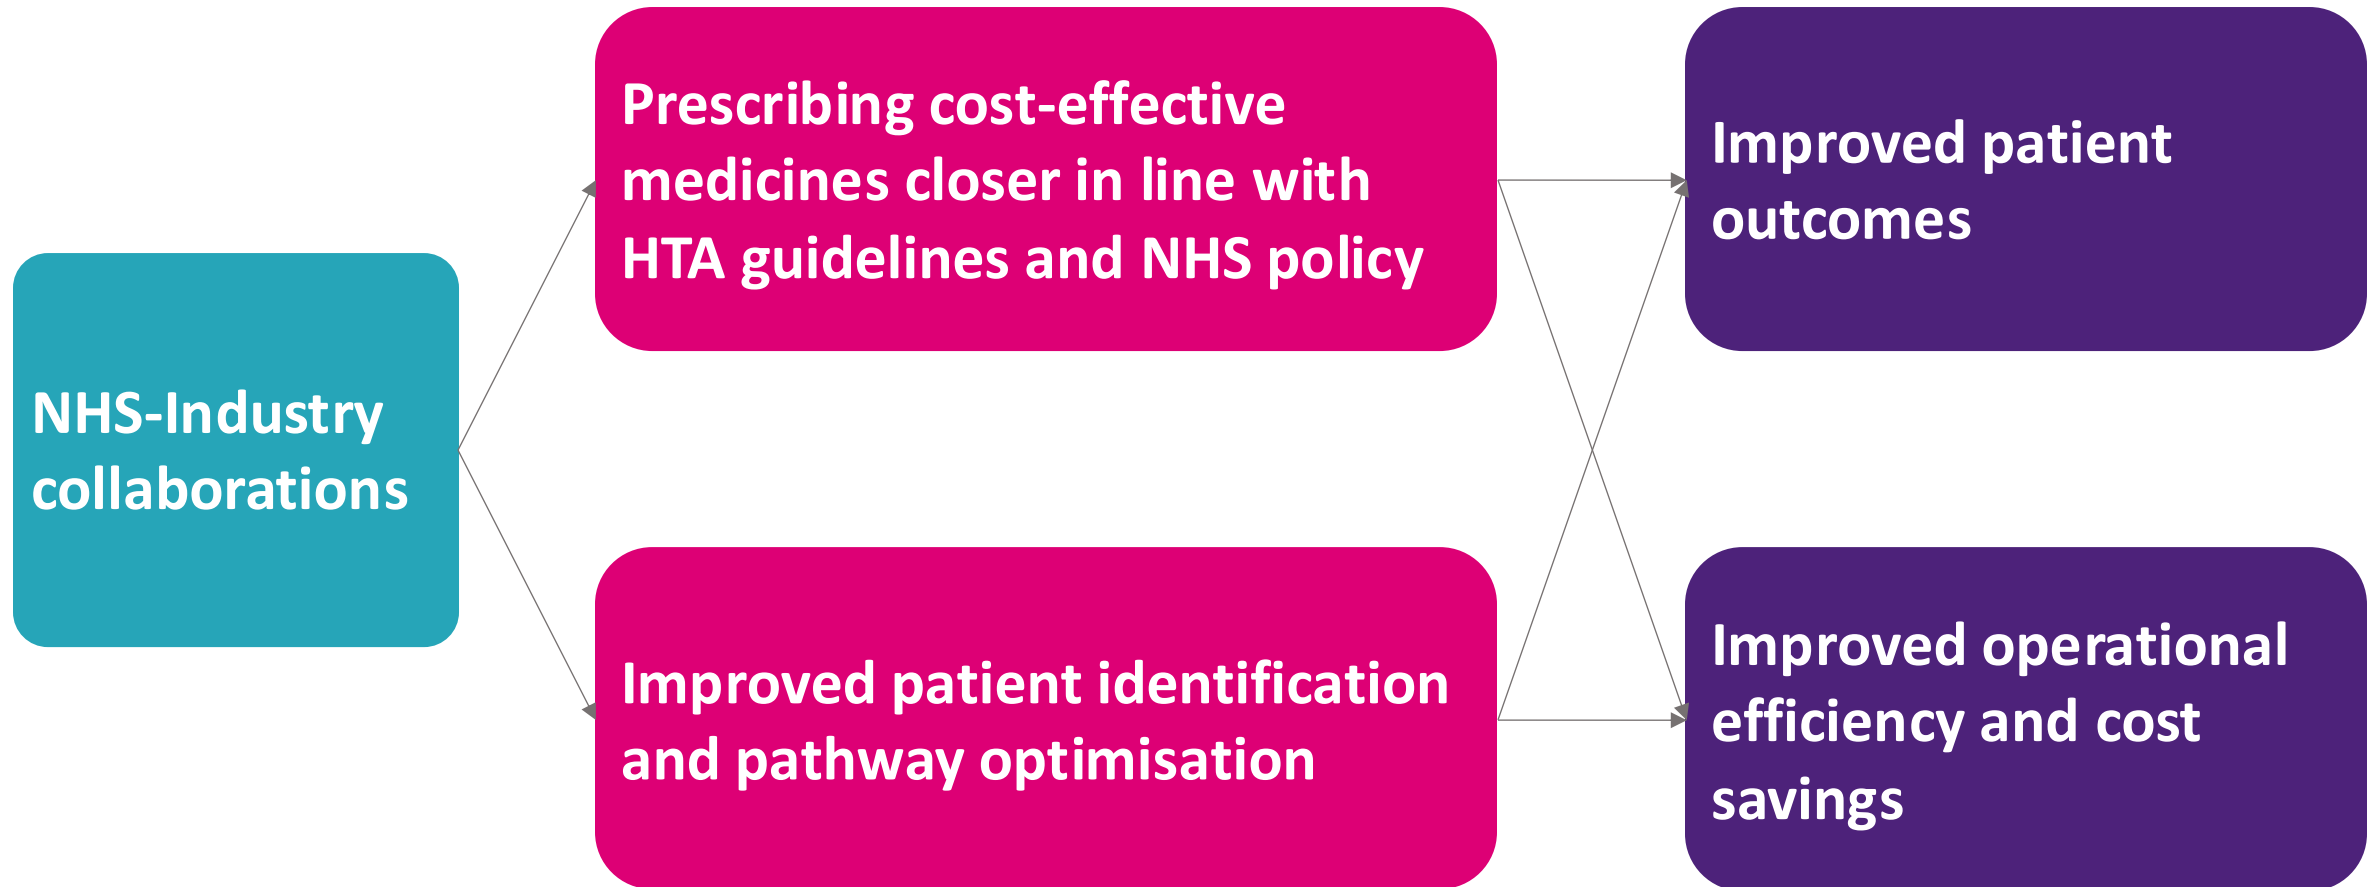 NHS-Industry
collaborations
Prescribing cost-effective
medicines closer in line with
HTA guidelines and NHS policy
Improved patient identification
and pathway optimisation
Improved patient
outcomes
Improved operational
efficiency and cost
savings